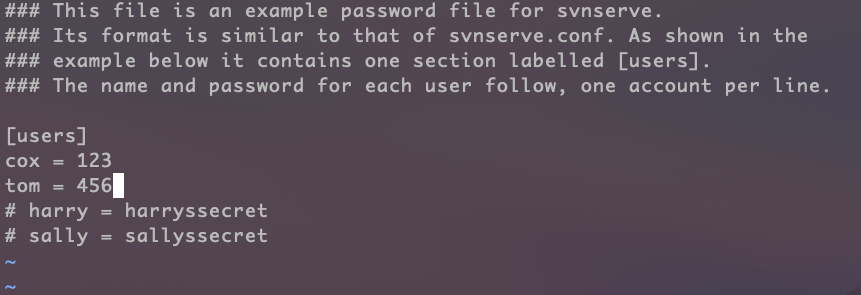 ### This file is an example password file for svnserve.
### Its format is similar to that of svnserve.conf. As shown in the
### example below it contains one section labelled [users].
### The name and password for each user follow, one account per line.

[users]
cox = 123
tom = 456
# harry = harryssecret
# sally = sallyssecret
~
~